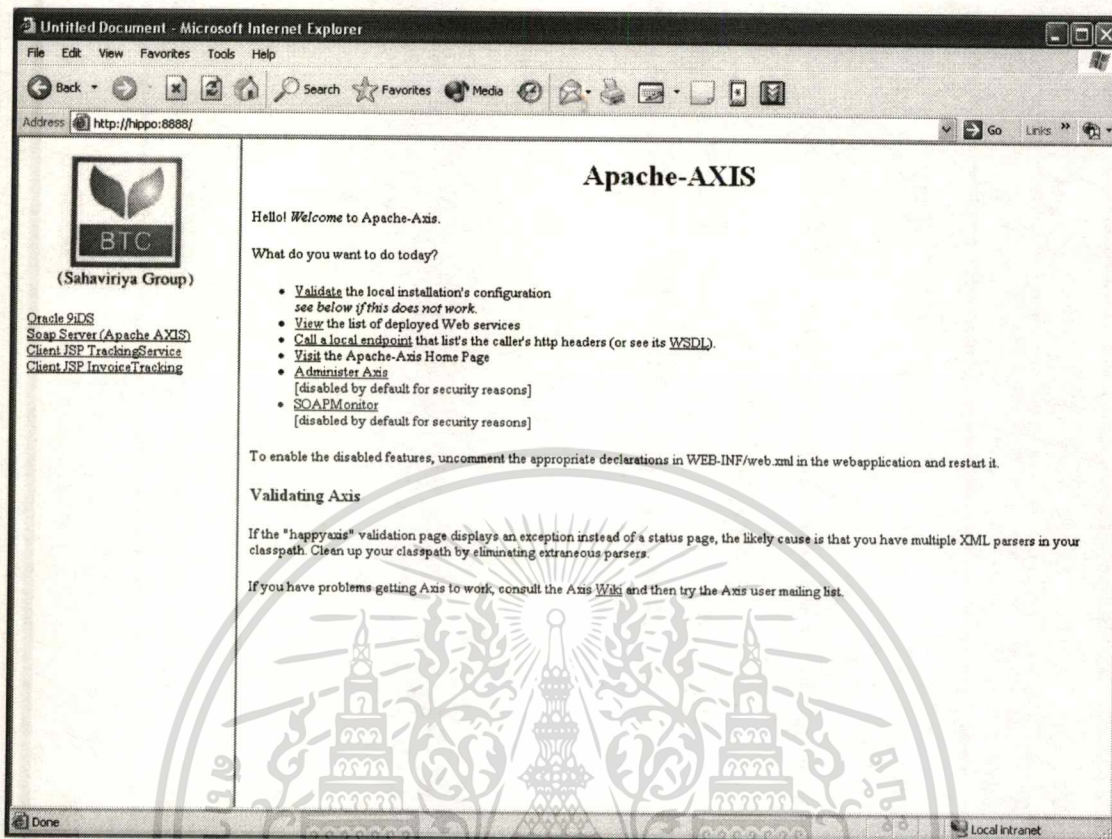 Untitled Document - Microsoft Internet Explorer
File Edit View Favorites Tools Help
Back Search Favorites Media
Address http://hippo:8888/ Go Links »
BTC
(Sahaviriya Group)
Oracle 9iDS
Soap Server (Apache AXIS)
Client JSP TrackingService
Client JSP InvoiceTracking
Apache-AXIS
Hello! Welcome to Apache-Axis.
What do you want to do today?
• Validate the local installation's configuration
see below if this does not work.
• View the list of deployed Web services
• Call a local endpoint that list's the caller's http headers (or see its WSDL).
• Visit the Apache-Axis Home Page
• Administer Axis
[disabled by default for security reasons]
• SOAPMonitor
[disabled by default for security reasons]
To enable the disabled features, uncomment the appropriate declarations in WEB-INF/web.xml in the webapplication and restart it.
Validating Axis
If the "happyaxis" validation page displays an exception instead of a status page, the likely cause is that you have multiple XML parsers in your
classpath. Clean up your classpath by eliminating extraneous parsers.
If you have problems getting Axis to work, consult the Axis Wiki and then try the Axis user mailing list.
Done
Local intranet